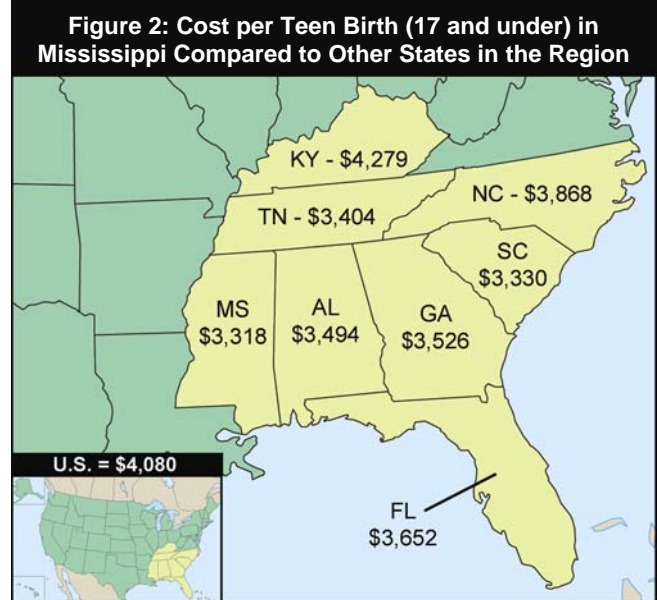 Figure 2: Cost per Teen Birth (17 and under) in
Mississippi Compared to Other States in the Region
KY - $4,279
NC - $3,868
TN - $3,404
SC
$3,330
MS
$3,318
AL
$3,494
GA
$3,526
U.S. = $4,080
FL
$3,652